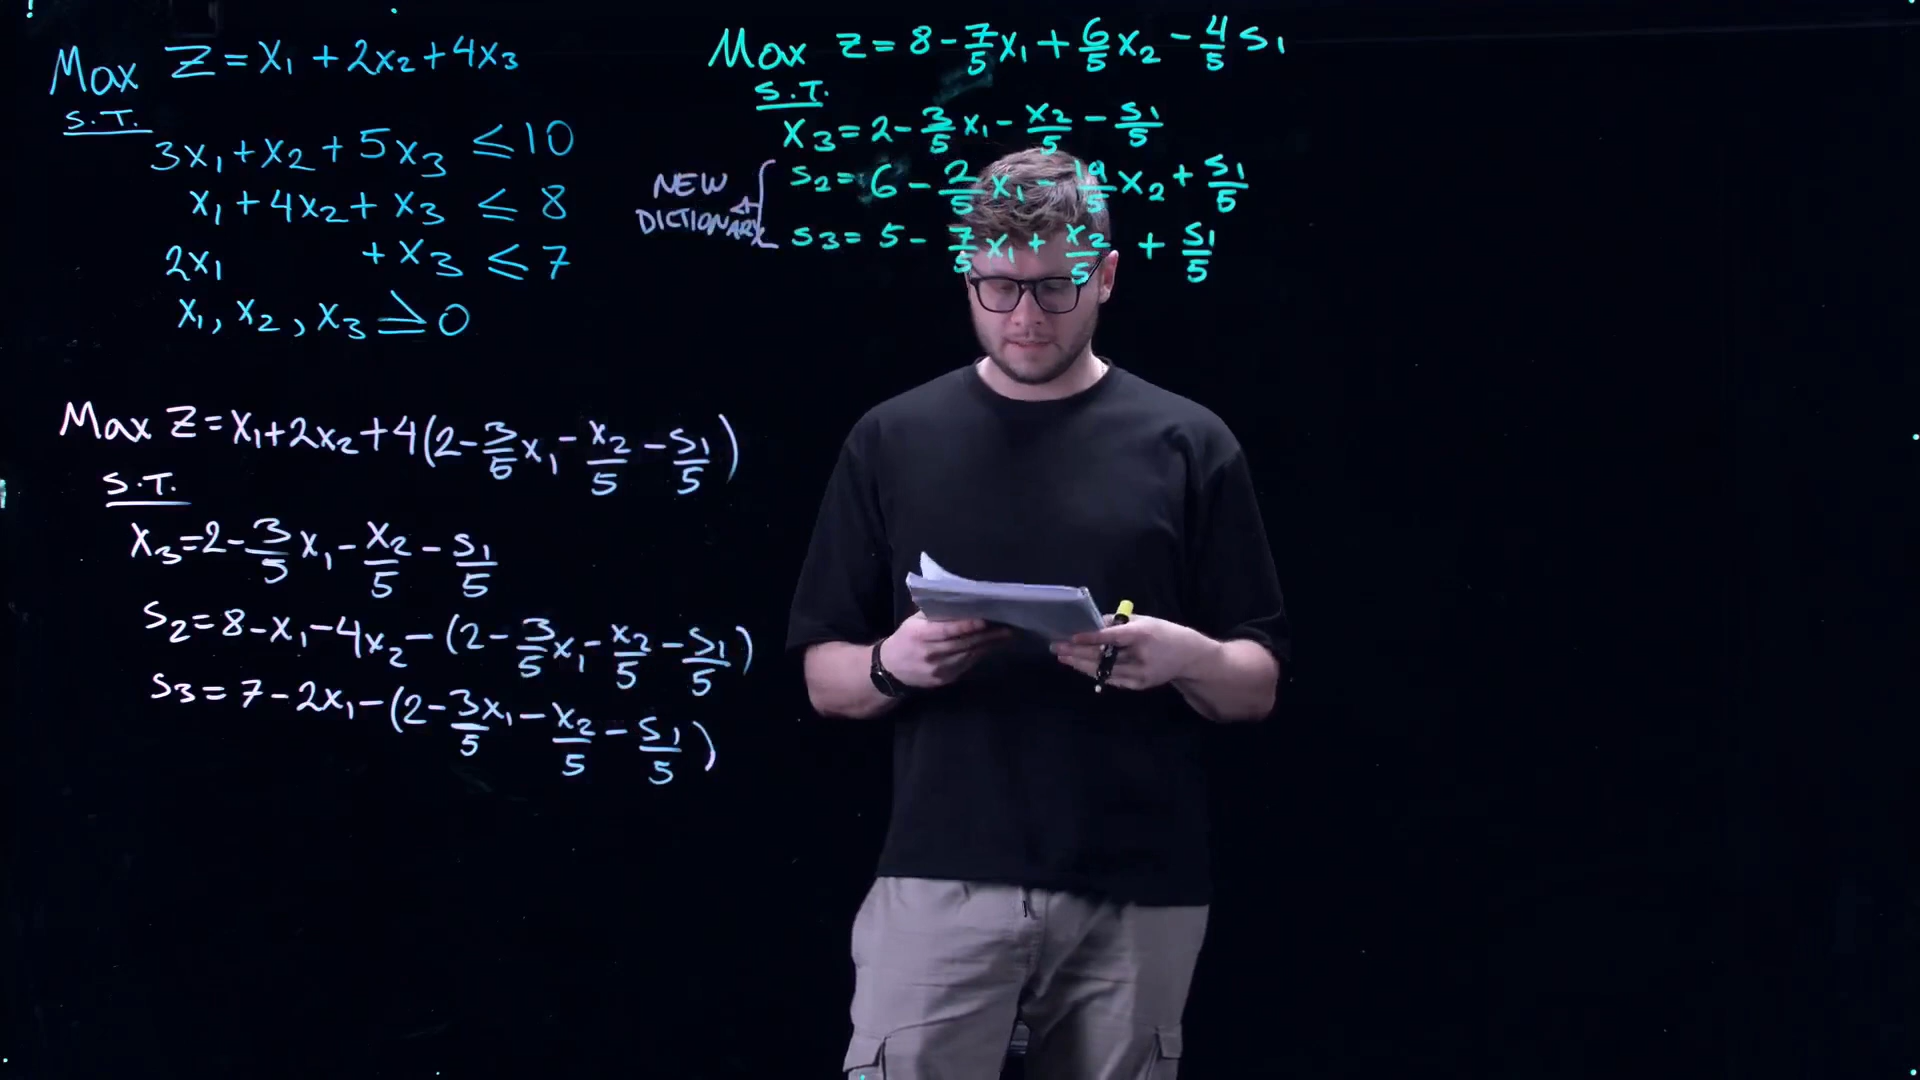 Max Z = x₁ + 2x₂ + 4x₃
S.T.
3x₁ + x₂ + 5x₃ ≤ 10
x₁ + 4x₂ + x₃ ≤ 8
2x₁ + x₃ ≤ 7
x₁, x₂, x₃ ≥ 0
Max Z = x₁ + 2x₂ + 4(2 - 3/5 x₁ - x₂/5 - S₁/5)
S.T.
x₃ = 2 - 3/5 x₁ - x₂/5 - S₁/5
S₂ = 8 - x₁ - 4x₂ - (2 - 3/5 x₁ - x₂/5 - S₁/5)
S₃ = 7 - 2x₁ - (2 - 3x₁/5 - x₂/5 - S₁/5)
Max Z = 8 - 7/5 x₁ + 6/5 x₂ - 4/5 S₁
S.T.
x₃ = 2 - 3/5 x₁ - x₂/5 - S₁/5
S₂ = 6 - 2/5 x₁ - 19/5 x₂ + S₁/5
S₃ = 5 - 7/5 x₁ + x₂/5 + S₁/5
NEW
DICTIONARY